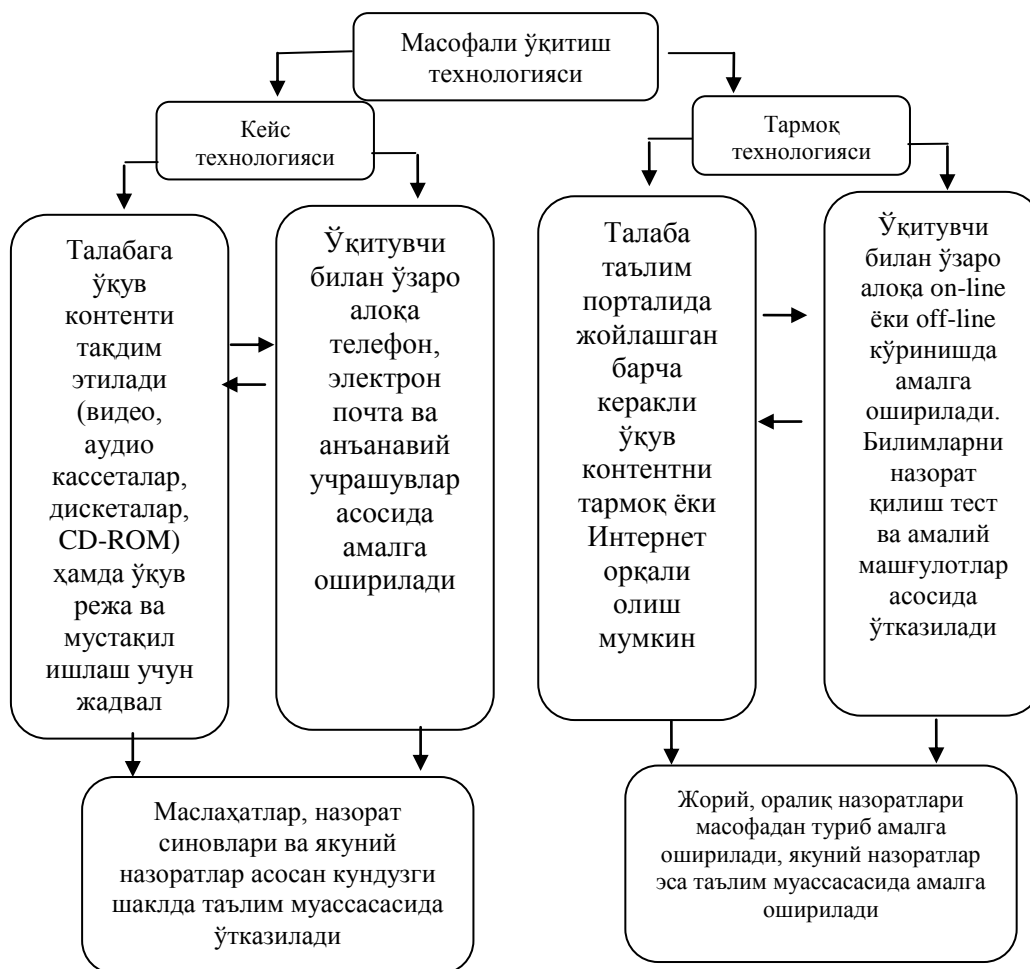 Масофали ўқитиш
технологияси
Кейс
технологияси
Тармоқ
технологияси
Талабага
ўқув
контенти
тақдим
этилади
(видео,
аудио
кассеталар,
дискеталар,
CD-ROM)
ҳамда ўқув
режа ва
мустақил
ишлаш учун
жадвал
Ўқитувчи
билан ўзаро
алоқа
телефон,
электрон
почта ва
анъанавий
учрашувлар
асосида
амалга
оширилади
Талаба
таълим
порталида
жойлашган
барча
керакли
ўқув
контентни
тармоқ ёки
Интернет
орқали
олиш
мумкин
Ўқитувчи
билан ўзаро
алоқа on-line
ёки off-line
кўринишда
амалга
оширилади.
Билимларни
назорат
қилиш тест
ва амалий
машғулотлар
асосида
ўтказилади
Маслаҳатлар, назорат
синовлари ва якуний
назоратлар асосан кундузги
шаклда таълим муассасасида
ўтказилади
Жорий, оралиқ назоратлари
масофадан туриб амалга
оширилади, якуний назоратлар
эса таълим муассасасида амалга
оширилади